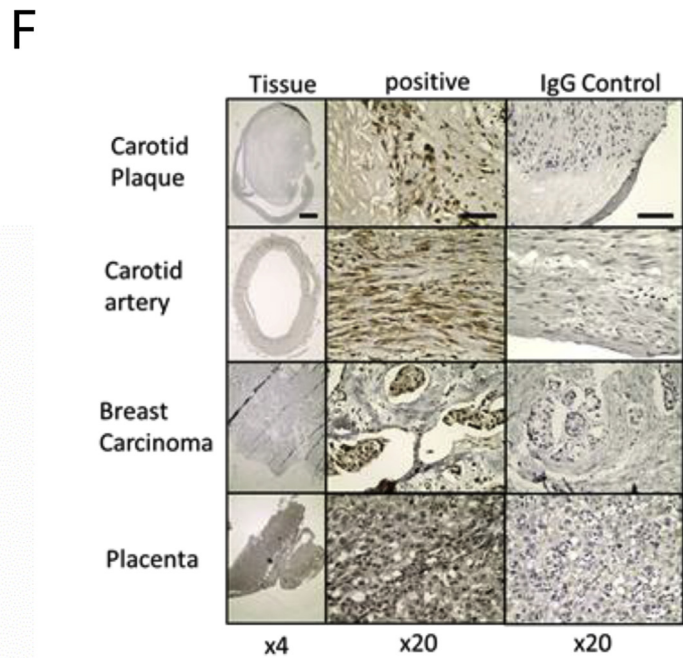 F
Tissue positive IgG Control
Carotid
Plaque
Carotid
artery
Breast
Carcinoma
Placenta
x4 x20 x20